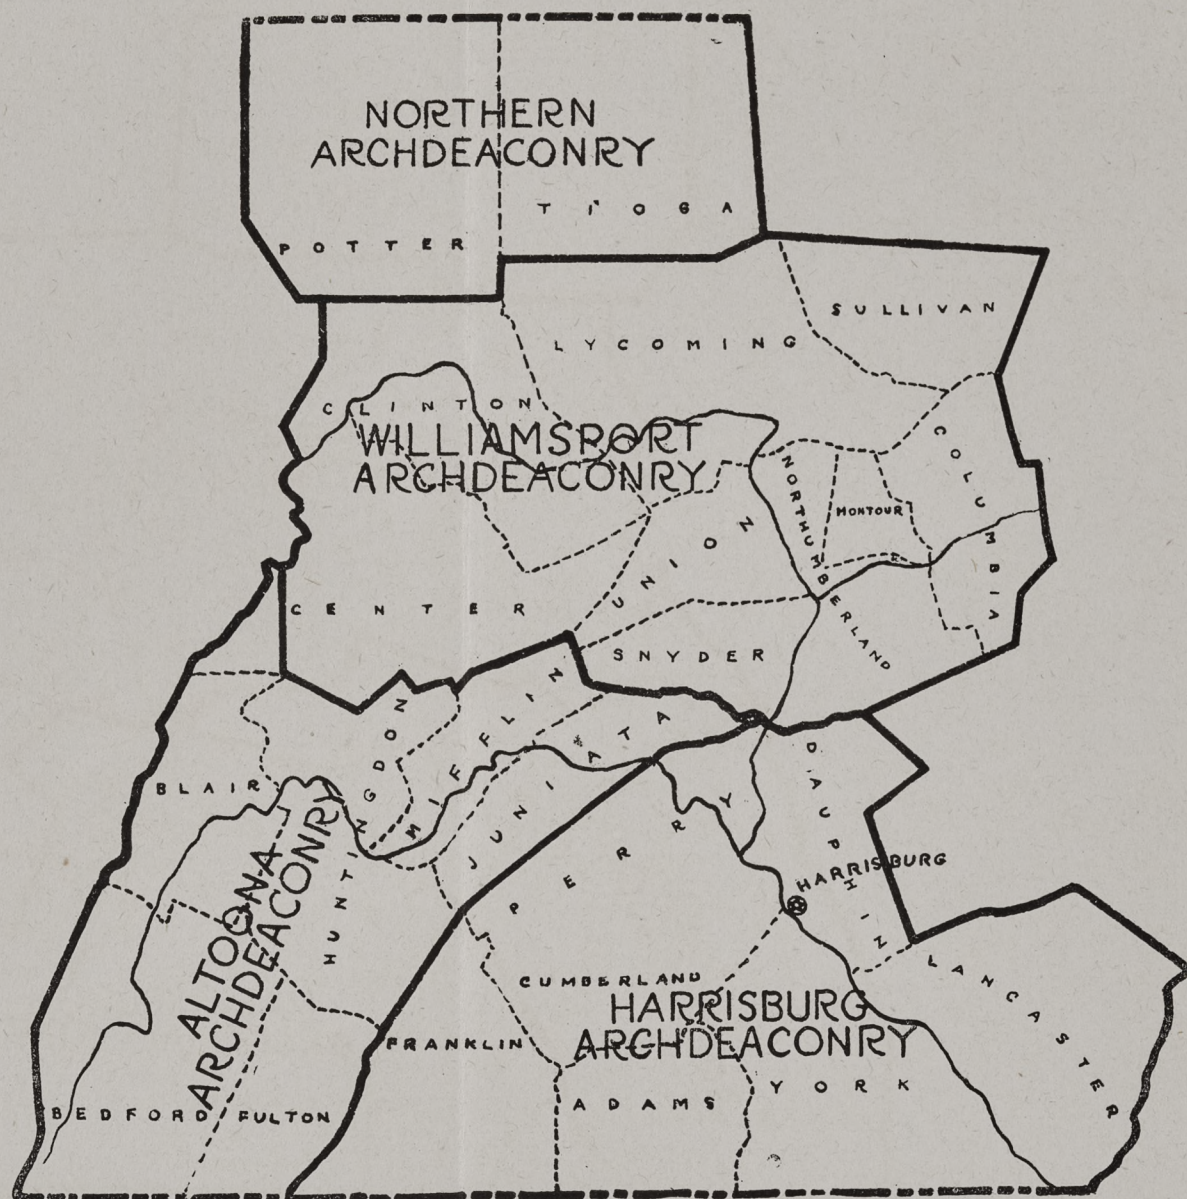 NORTHERN
ARCHDEACONRY
TIOGA
POTTER
SULLIVAN
LYCOMING
CLINTON
WILLIAMSPORT
ARCHDEACONRY
COLUMBIA
NORTHUMBERLAND
MONTOUR
UNION
CENTER
SNYDER
MIFFLIN
HUNTINGDON
JUNIATA
BLAIR
PERRY
DAUPHIN
HARRISBURG
ALTOONA
ARCHDEACONRY
LANCASTER
CUMBERLAND
HARRISBURG
ARCHDEACONRY
FRANKLIN
YORK
ADAMS
BEDFORD
FULTON